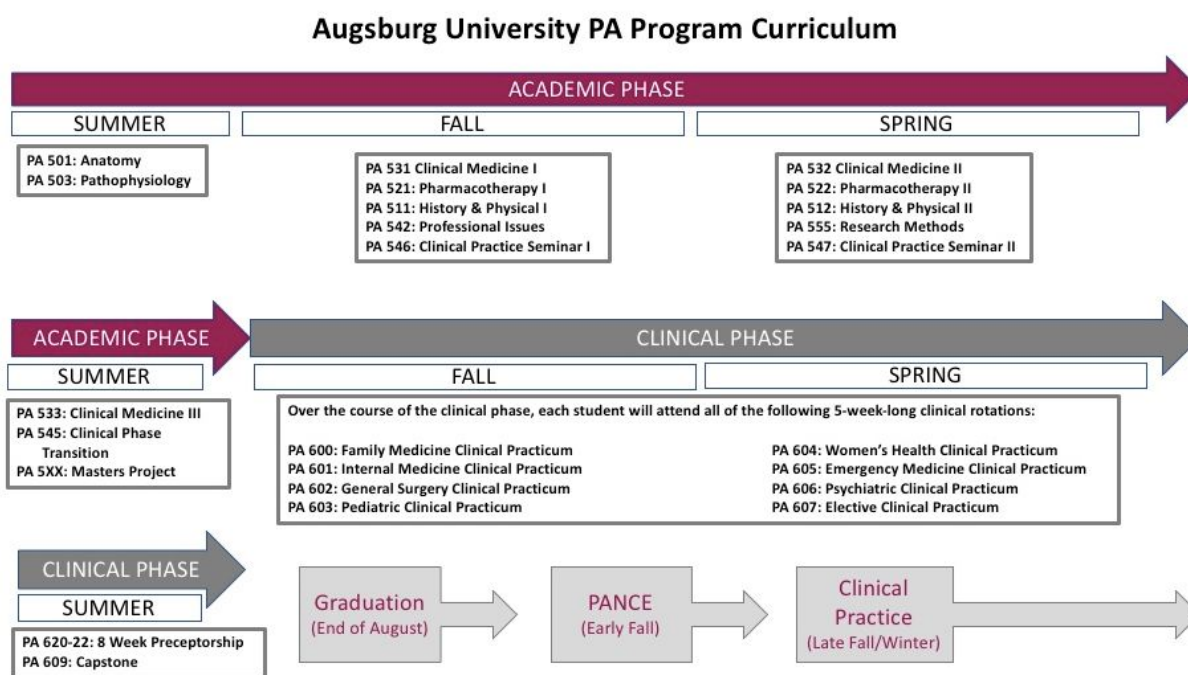 Augsburg University PA Program Curriculum
ACADEMIC PHASE
SUMMER
FALL
SPRING
PA 501: Anatomy
PA 503: Pathophysiology
PA 531 Clinical Medicine I
PA 521: Pharmacotherapy I
PA 511: History & Physical I
PA 542: Professional Issues
PA 546: Clinical Practice Seminar I
PA 532 Clinical Medicine II
PA 522: Pharmacotherapy II
PA 512: History & Physical II
PA 555: Research Methods
PA 547: Clinical Practice Seminar II
ACADEMIC PHASE
CLINICAL PHASE
SUMMER
FALL
SPRING
PA 533: Clinical Medicine III
PA 545: Clinical Phase
Transition
PA 5XX: Masters Project
Over the course of the clinical phase, each student will attend all of the following 5-week-long clinical rotations:
PA 600: Family Medicine Clinical Practicum
PA 601: Internal Medicine Clinical Practicum
PA 602: General Surgery Clinical Practicum
PA 603: Pediatric Clinical Practicum
PA 604: Women’s Health Clinical Practicum
PA 605: Emergency Medicine Clinical Practicum
PA 606: Psychiatric Clinical Practicum
PA 607: Elective Clinical Practicum
CLINICAL PHASE
SUMMER
PA 620-22: 8 Week Preceptorship
PA 609: Capstone
Graduation
(End of August)
PANCE
(Early Fall)
Clinical
Practice
(Late Fall/Winter)